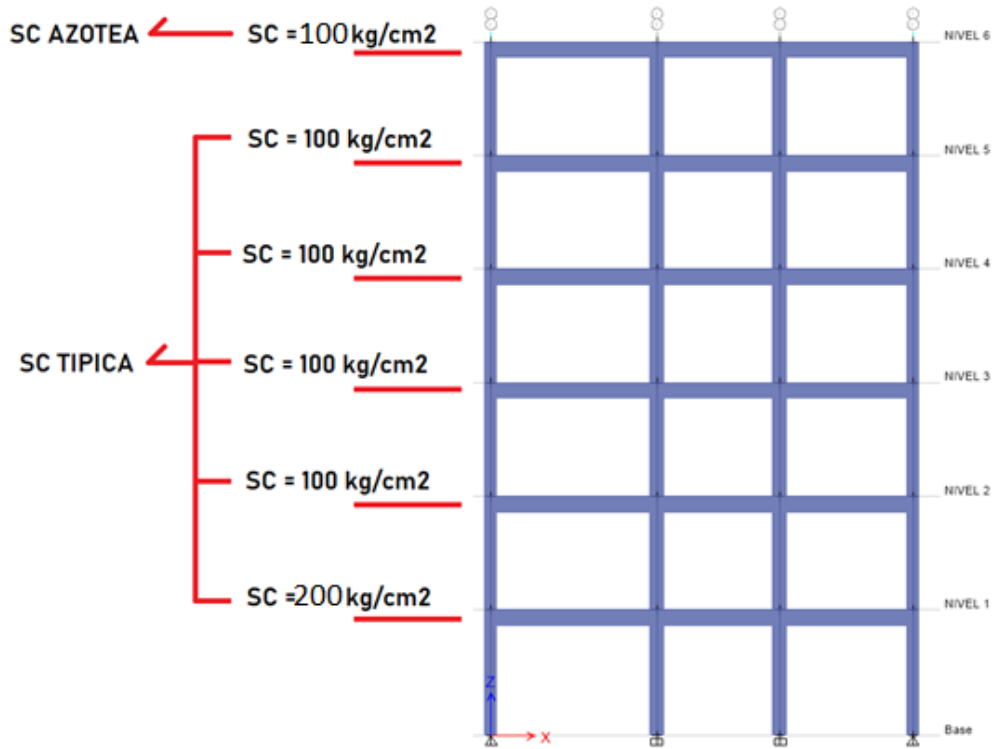 SC AZOTEA
SC =100kg/cm2
NIVEL 6
SC = 100 kg/cm2
NIVEL 5
SC = 100 kg/cm2
NIVEL 4
SC TIPICA
SC = 100 kg/cm2
NIVEL 3
SC = 100 kg/cm2
NIVEL 2
SC =200kg/cm2
NIVEL 1
Z
X
Base